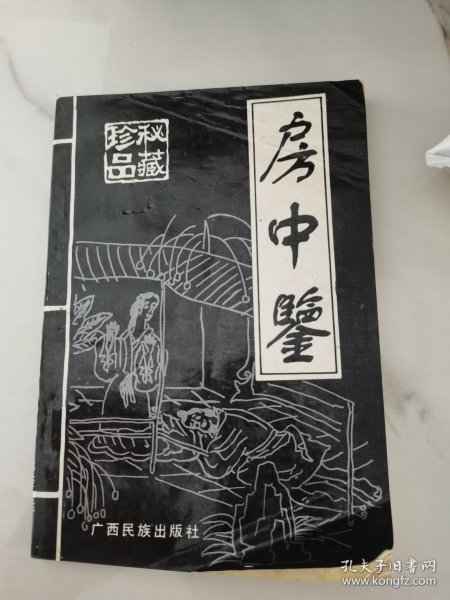 房中鑒
秘藏
珍品
广西民族出版社
孔夫子旧书网
www.kongfz.com